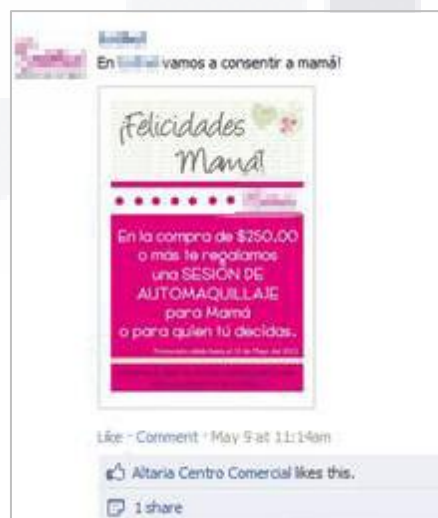 En vamos a consentir a mamá!
¡Felicidades
Mamá!
En la compra de $250.00
o más te regalamos
una SESIÓN DE
AUTOMAQUILLAJE
para Mamá
o para quien tú decidas.
Like · Comment · May 9 at 11:14am
Altaria Centro Comercial likes this.
1 share